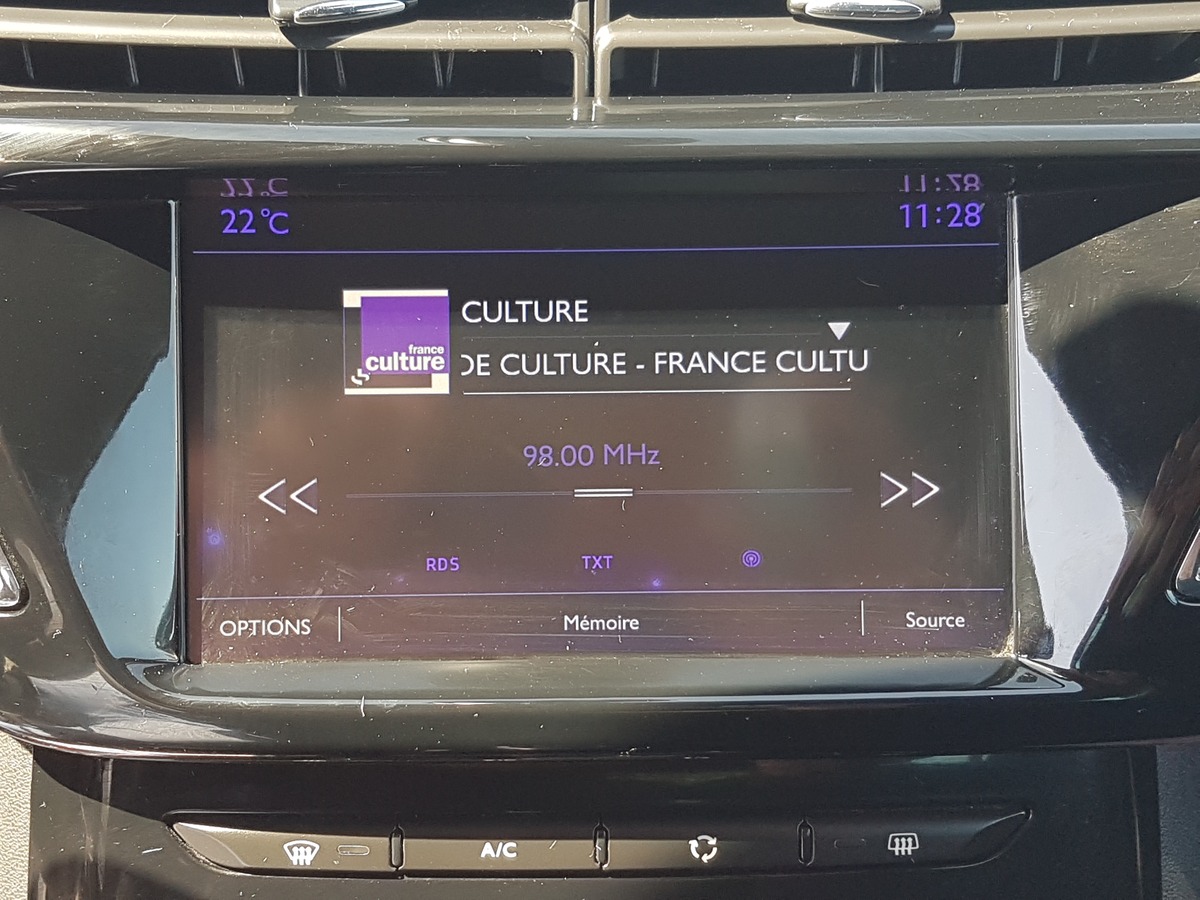 22°C
11:28
france
culture
CULTURE
DE CULTURE - FRANCE CULTU
98.00 MHz
RDS
TXT
OPTIONS
Mémoire
Source
A/C